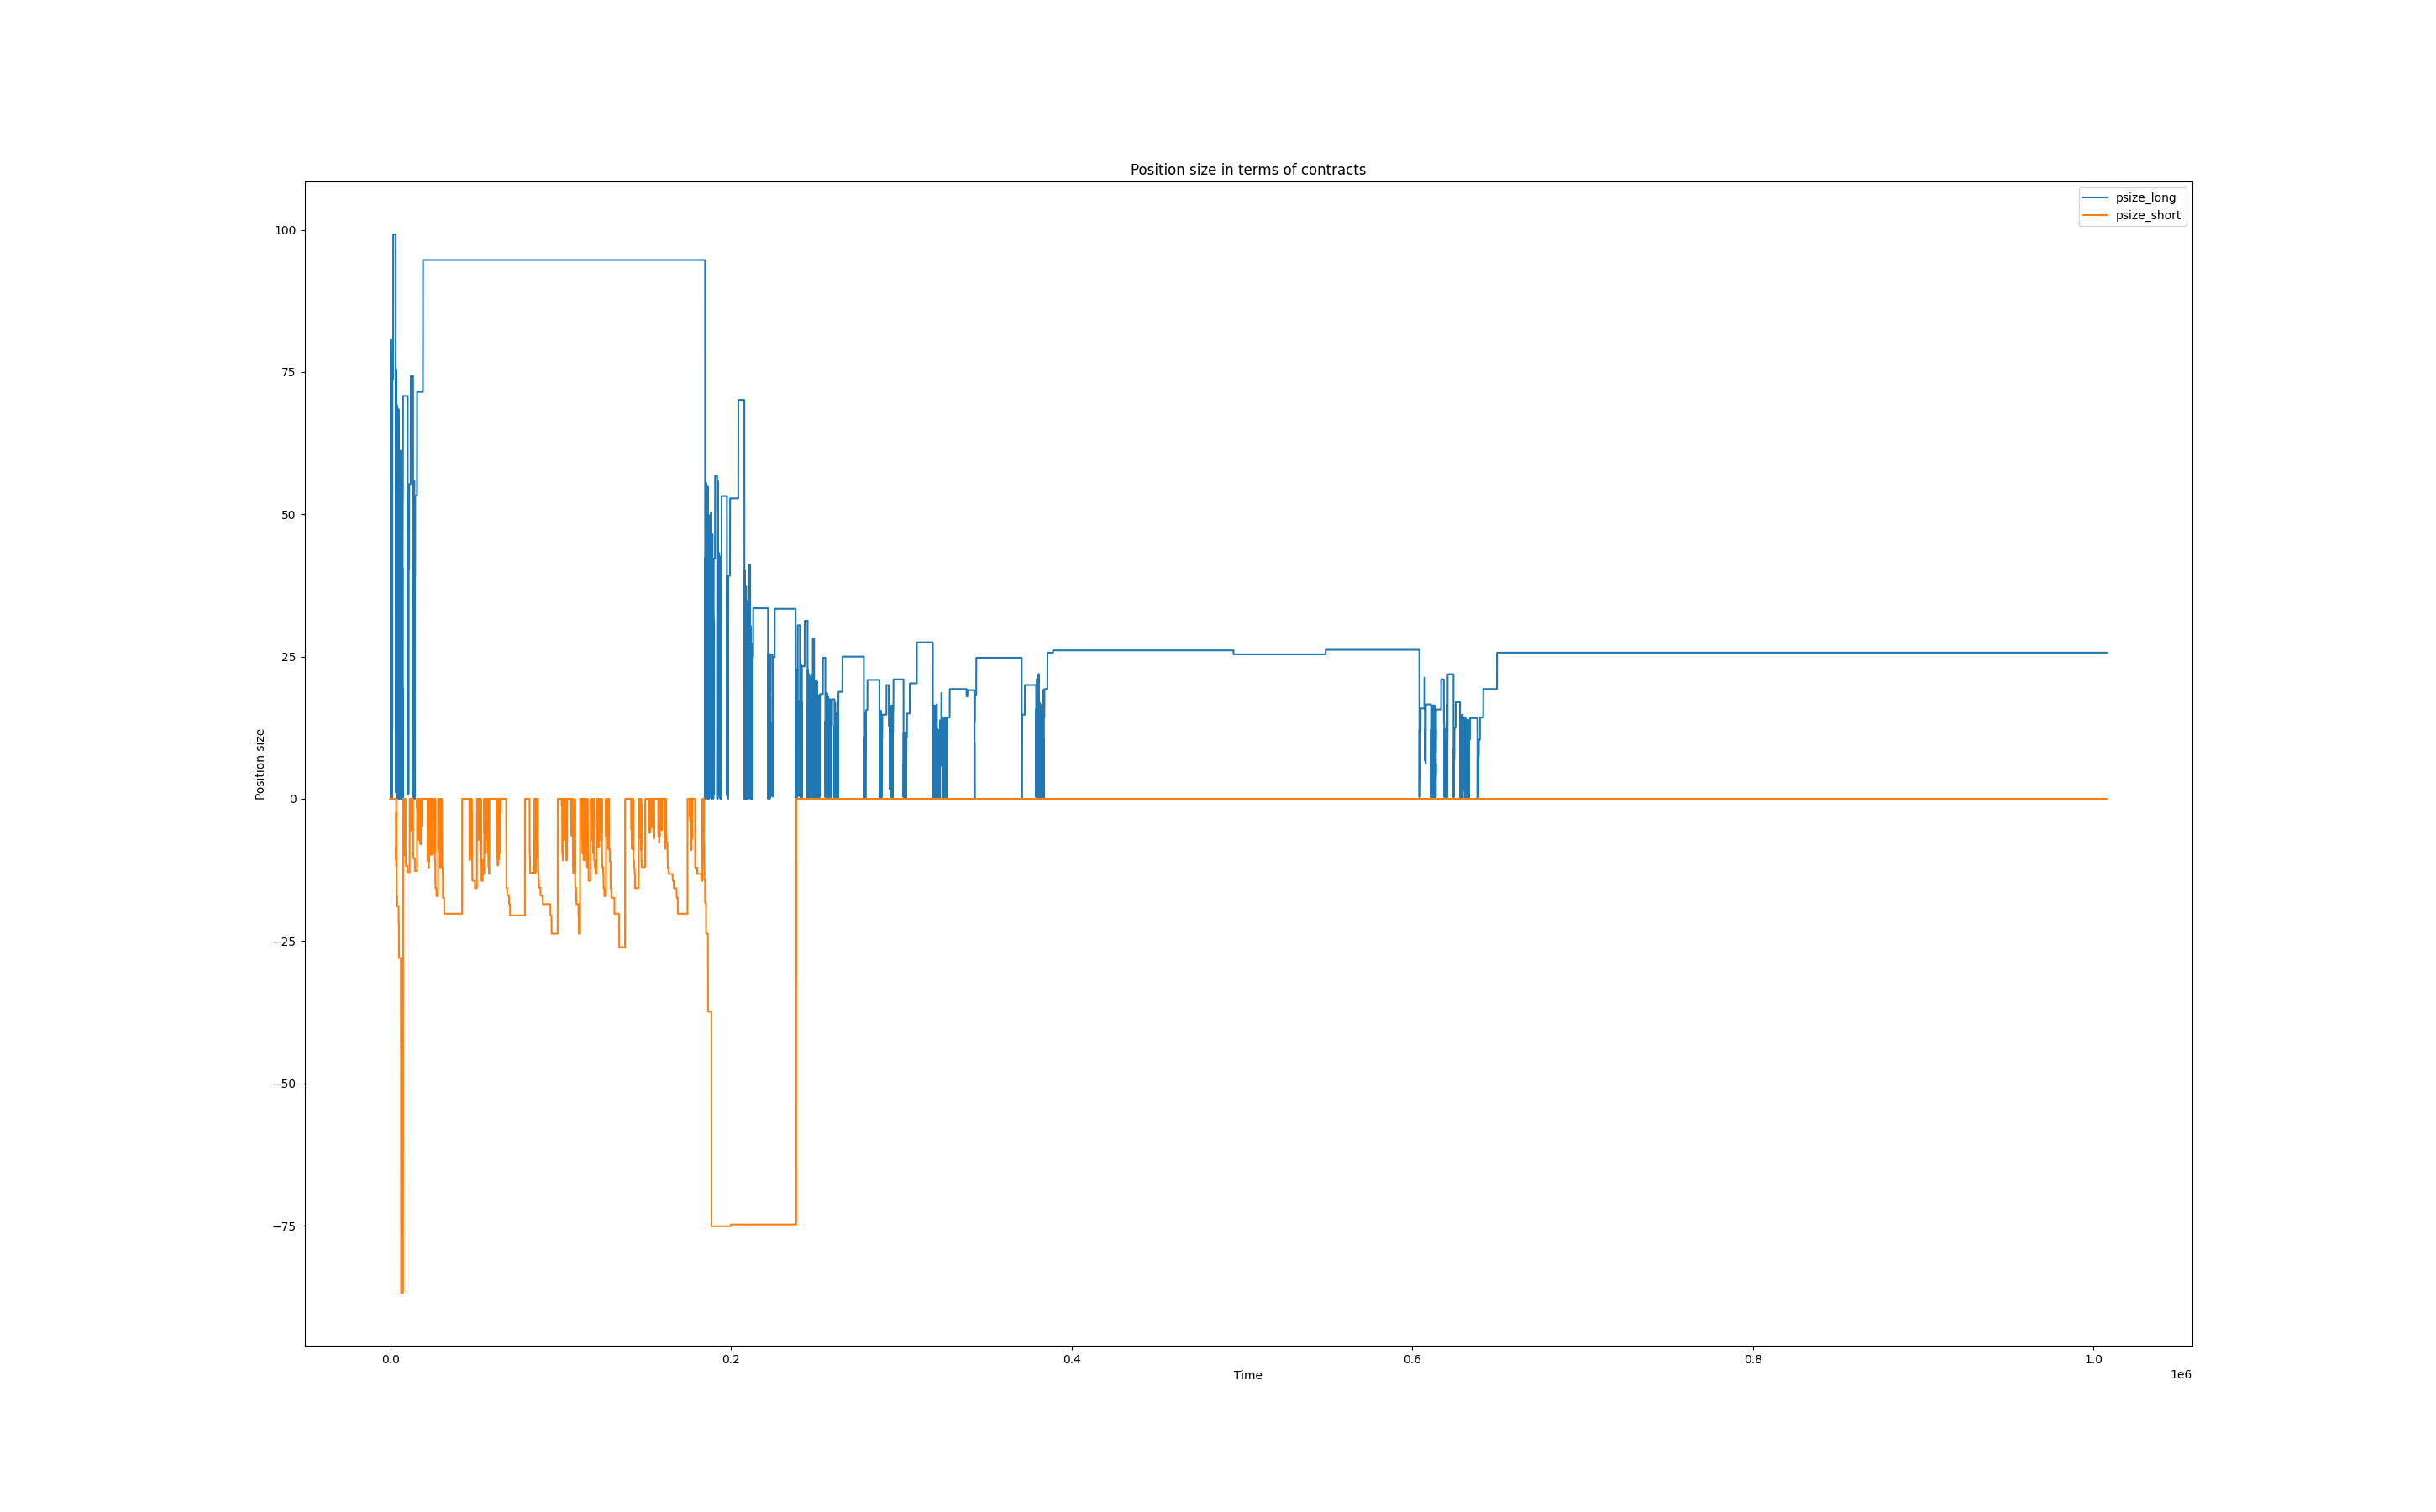 Position size in terms of contracts
psize_long
psize_short
100
75
50
25
0
−25
−50
−75
Position size
0.0
0.2
0.4
0.6
0.8
1.0
Time
1e6